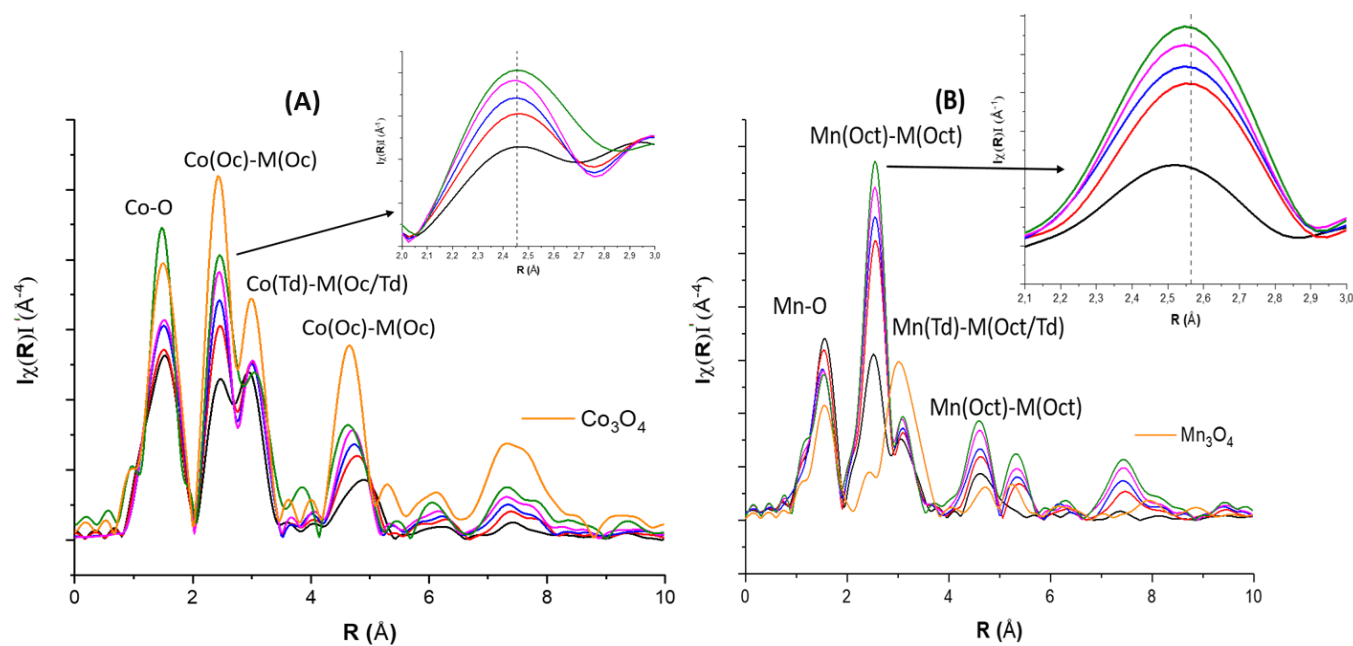 (A)
Co(Oc)-M(Oc)
Co-O
Co(Td)-M(Oc/Td)
Co(Oc)-M(Oc)
Co₃O₄
Iχ(R)I (Å⁻⁴)
0 2 4 6 8 10
R (Å)
Iχ(R)I (Å⁻¹)
2,0 2,1 2,2 2,3 2,4 2,5 2,6 2,7 2,8 2,9 3,0
R (Å)
(B)
Mn(Oct)-M(Oct)
Mn-O
Mn(Td)-M(Oct/Td)
Mn(Oct)-M(Oct)
Mn₃O₄
Iχ(R)I' (Å⁻⁴)
0 2 4 6 8 10
R (Å)
Iχ(R)I (Å⁻¹)
2,1 2,2 2,3 2,4 2,5 2,6 2,7 2,8 2,9 3,0
R (Å)